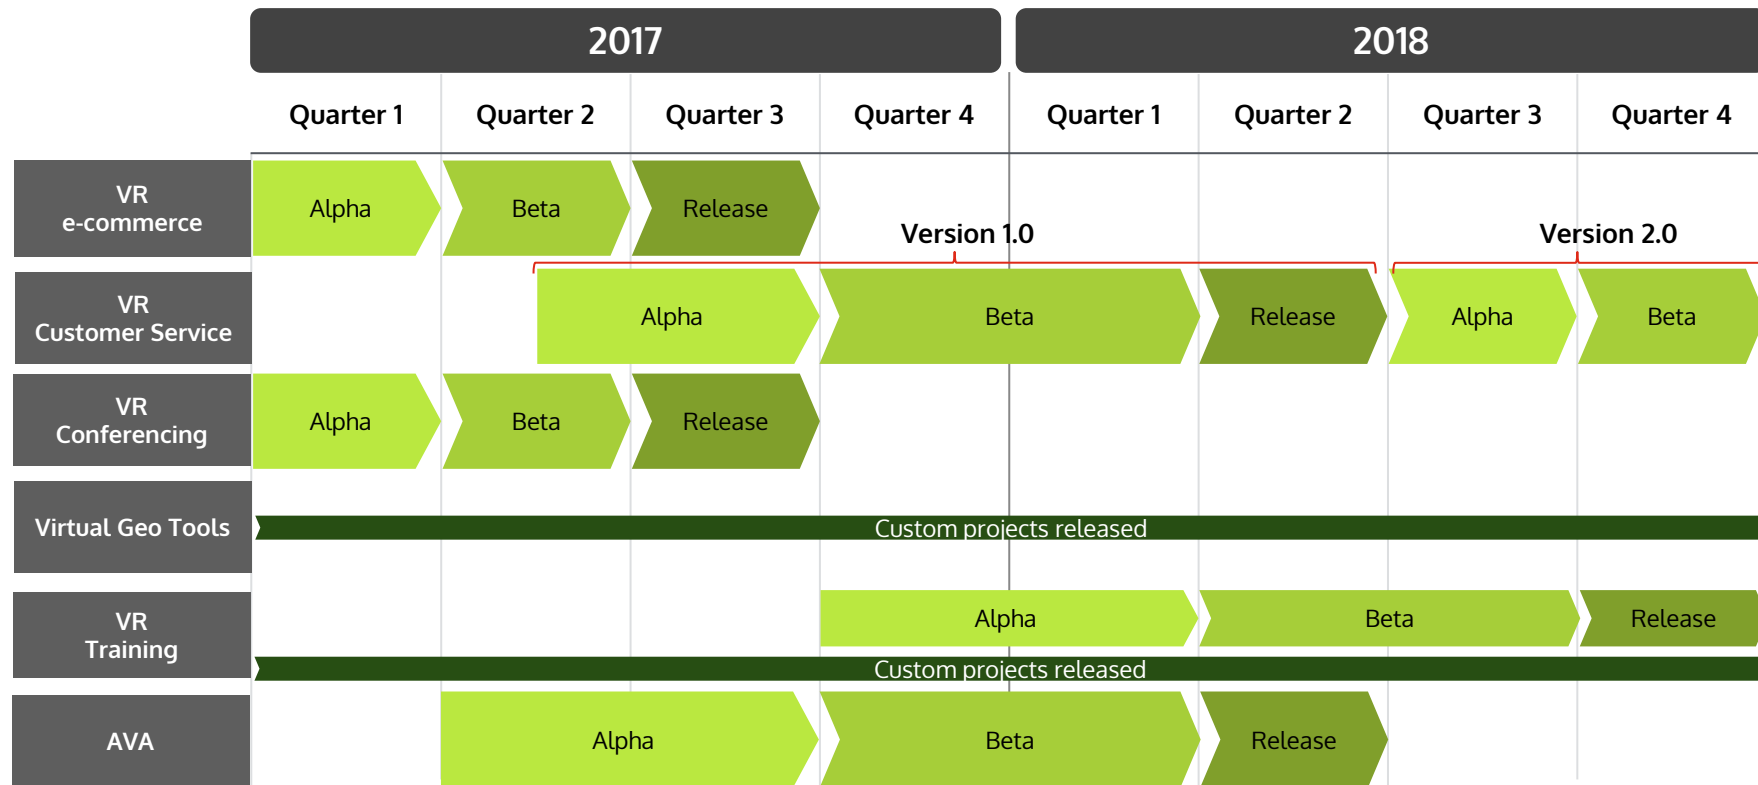 2017
2018
Quarter 1
Quarter 2
Quarter 3
Quarter 4
Quarter 1
Quarter 2
Quarter 3
Quarter 4
VR
e-commerce
Alpha
Beta
Release
Version 1.0
Version 2.0
VR
Customer Service
Alpha
Beta
Release
Alpha
Beta
VR
Conferencing
Alpha
Beta
Release
Virtual Geo Tools
Custom projects released
VR
Training
Alpha
Beta
Release
Custom projects released
AVA
Alpha
Beta
Release